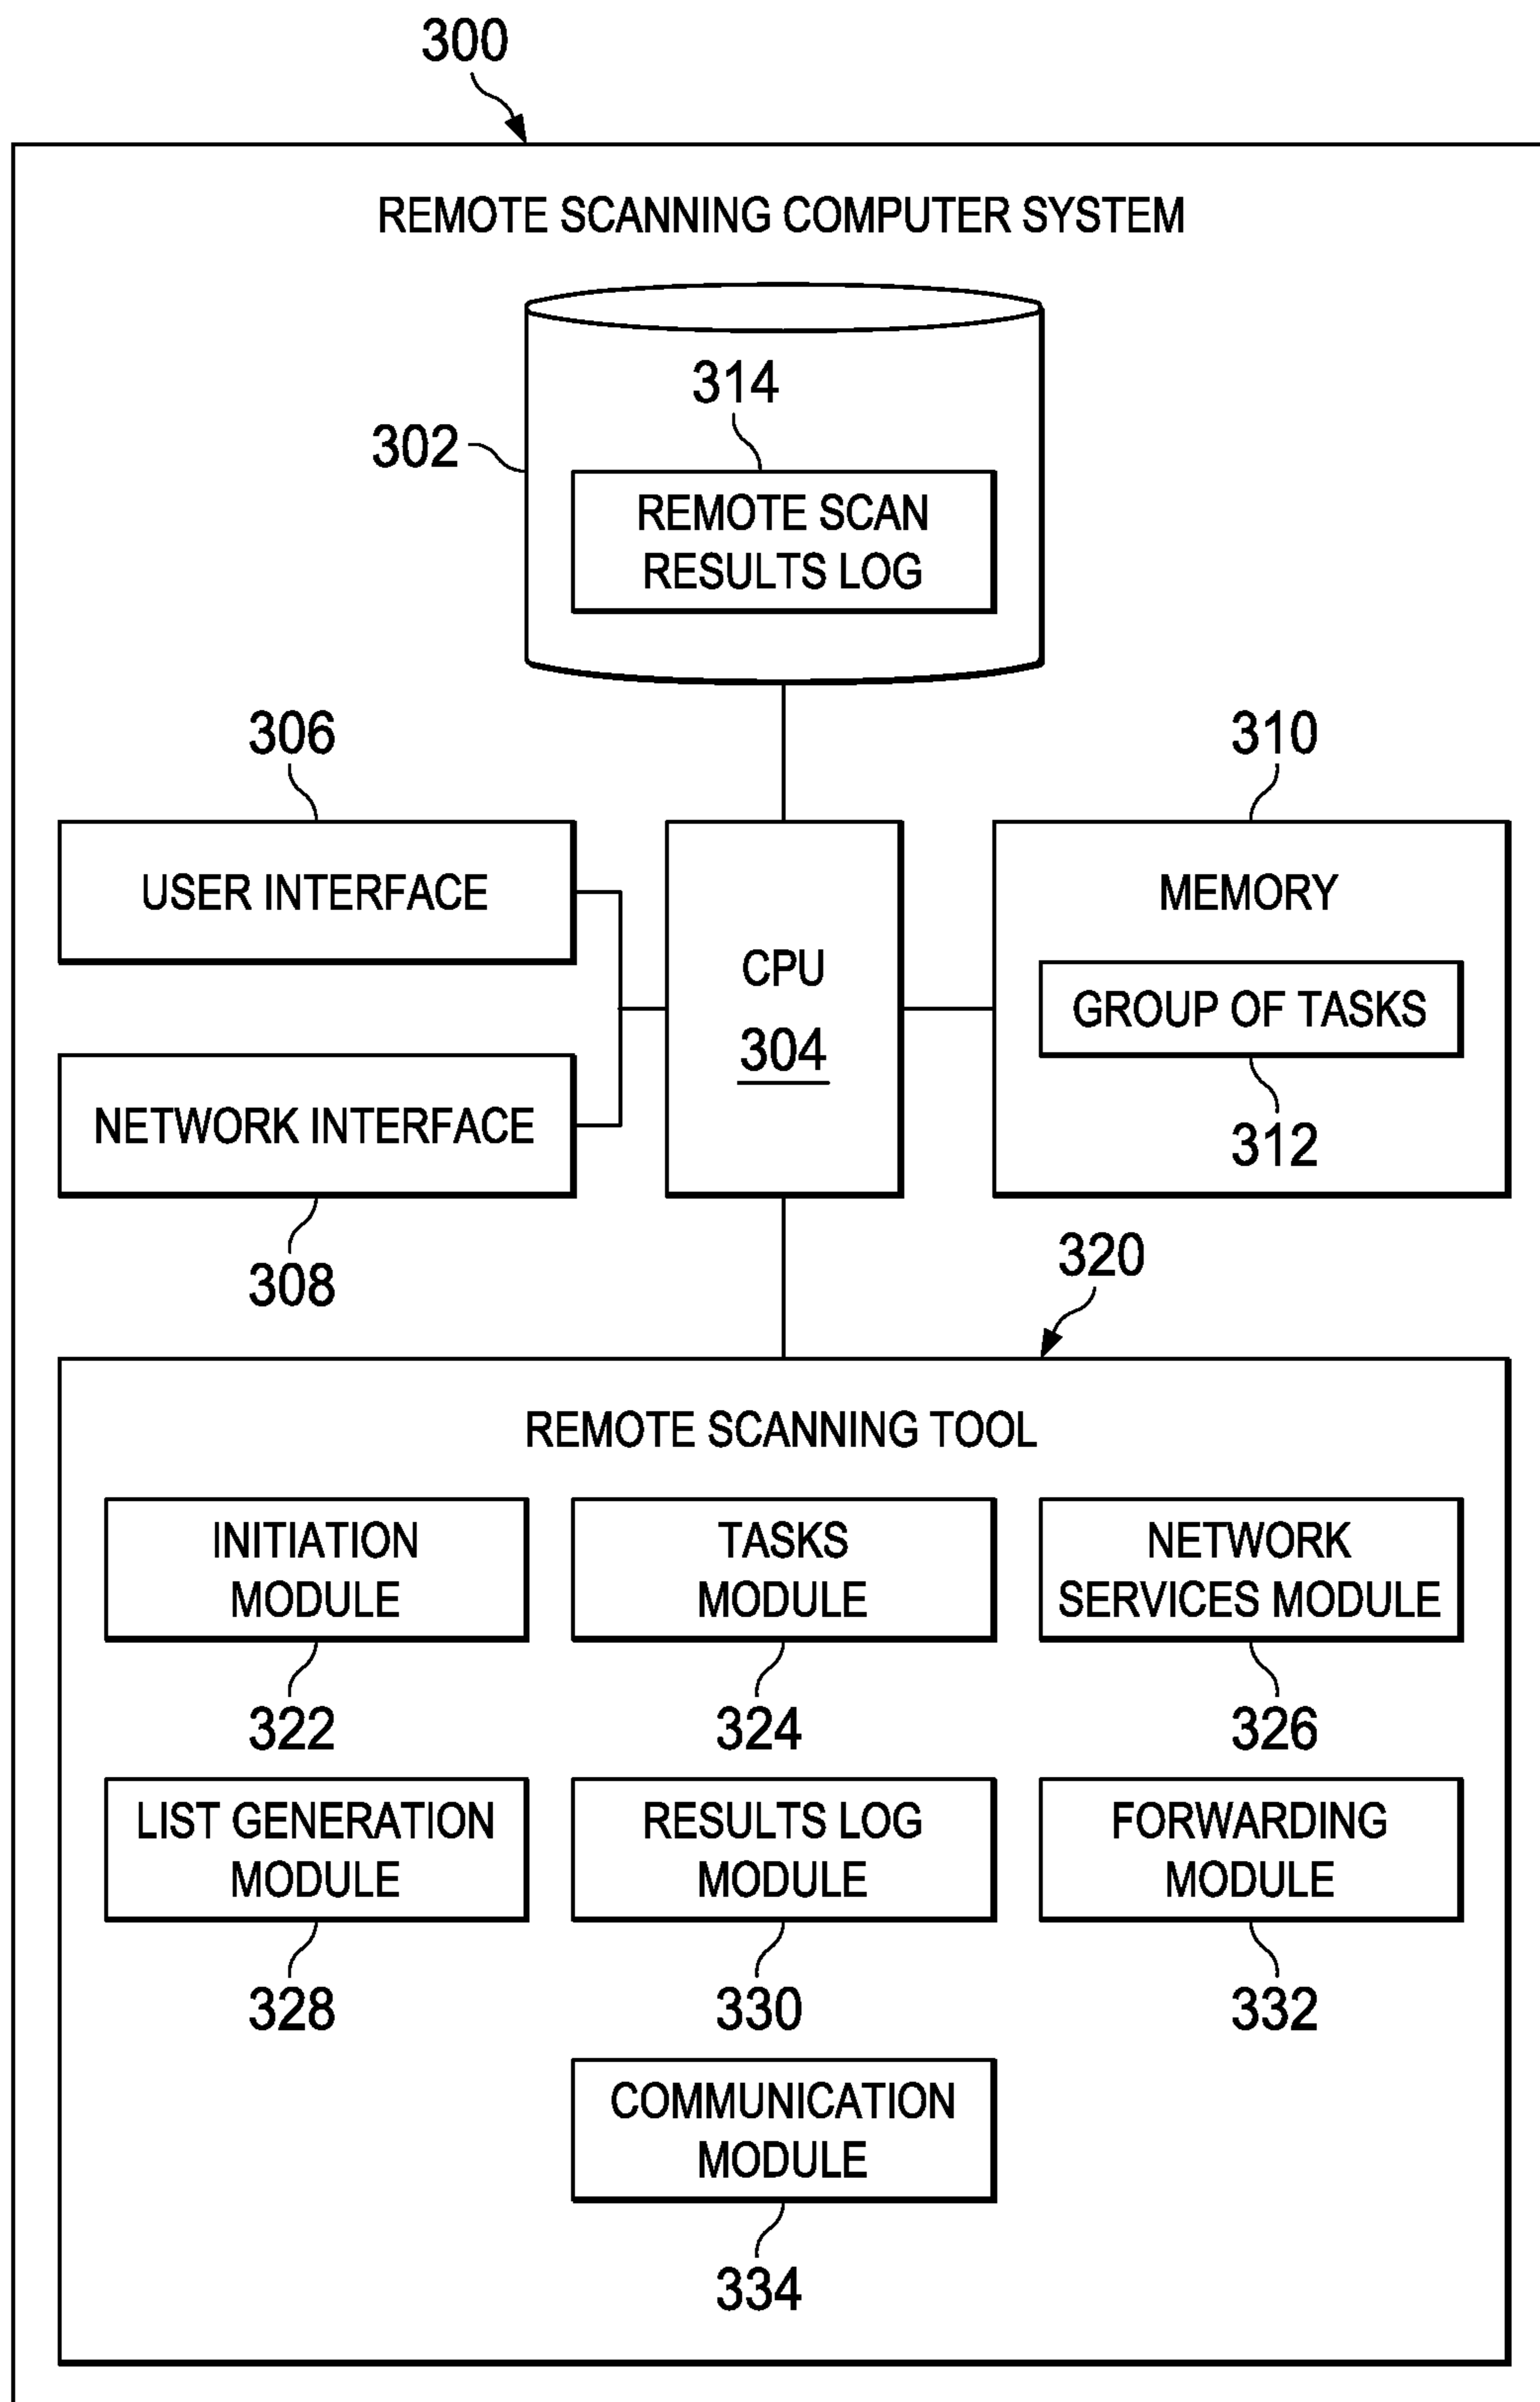 300
REMOTE SCANNING COMPUTER SYSTEM
314
302
REMOTE SCAN
RESULTS LOG
306
310
USER INTERFACE
MEMORY
CPU
304
GROUP OF TASKS
NETWORK INTERFACE
312
308
320
REMOTE SCANNING TOOL
INITIATION
MODULE
TASKS
MODULE
NETWORK
SERVICES MODULE
322
324
326
LIST GENERATION
MODULE
RESULTS LOG
MODULE
FORWARDING
MODULE
328
330
332
COMMUNICATION
MODULE
334